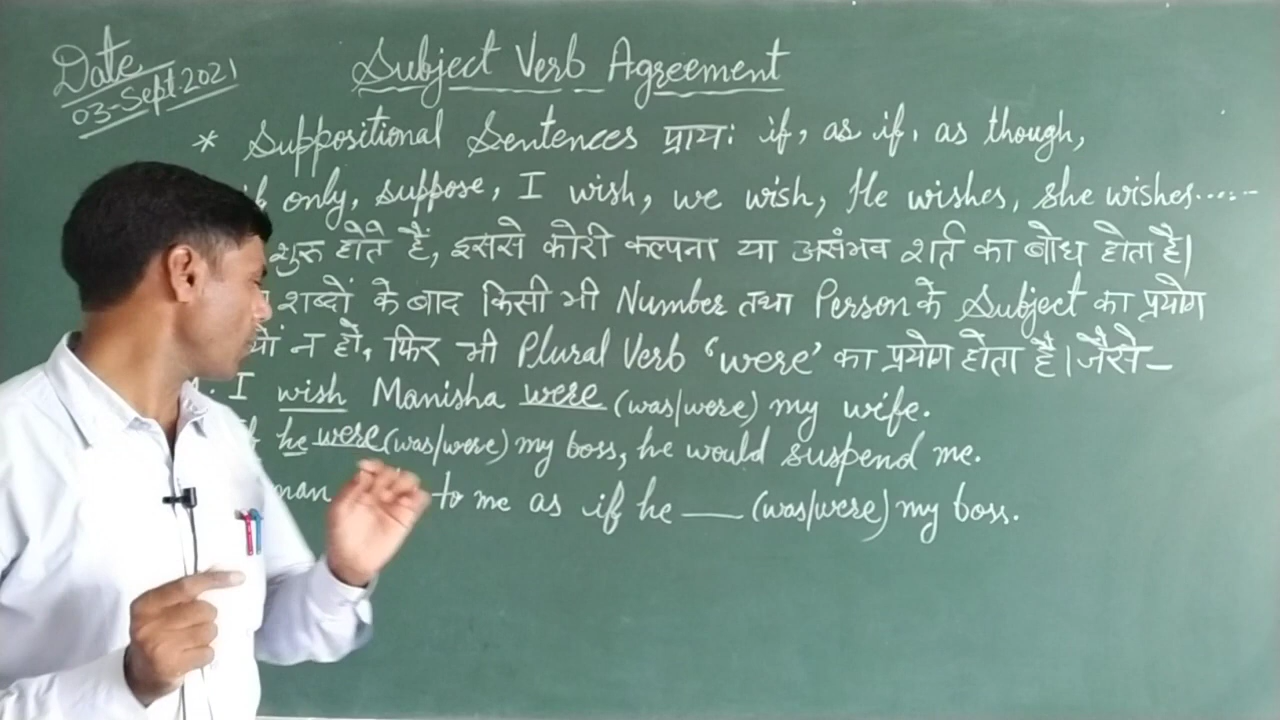 Date
03-Sept.2021
Subject Verb Agreement
* Suppositional Sentences प्राय: if, as if, as though,
only, suppose, I wish, we wish, He wishes, she wishes.....-
शुरू होते हैं, इससे कोरी कल्पना या असंभव शर्त का बोध होता है।
शब्दों के बाद किसी भी Number तथा Person के Subject का प्रयोग
न हो, फिर भी Plural Verb 'were' का प्रयोग होता है। जैसे-
I wish Manisha were (was/were) my wife.
he were (was/were) my boss, he would suspend me.
man to me as if he ___ (was/were) my boss.